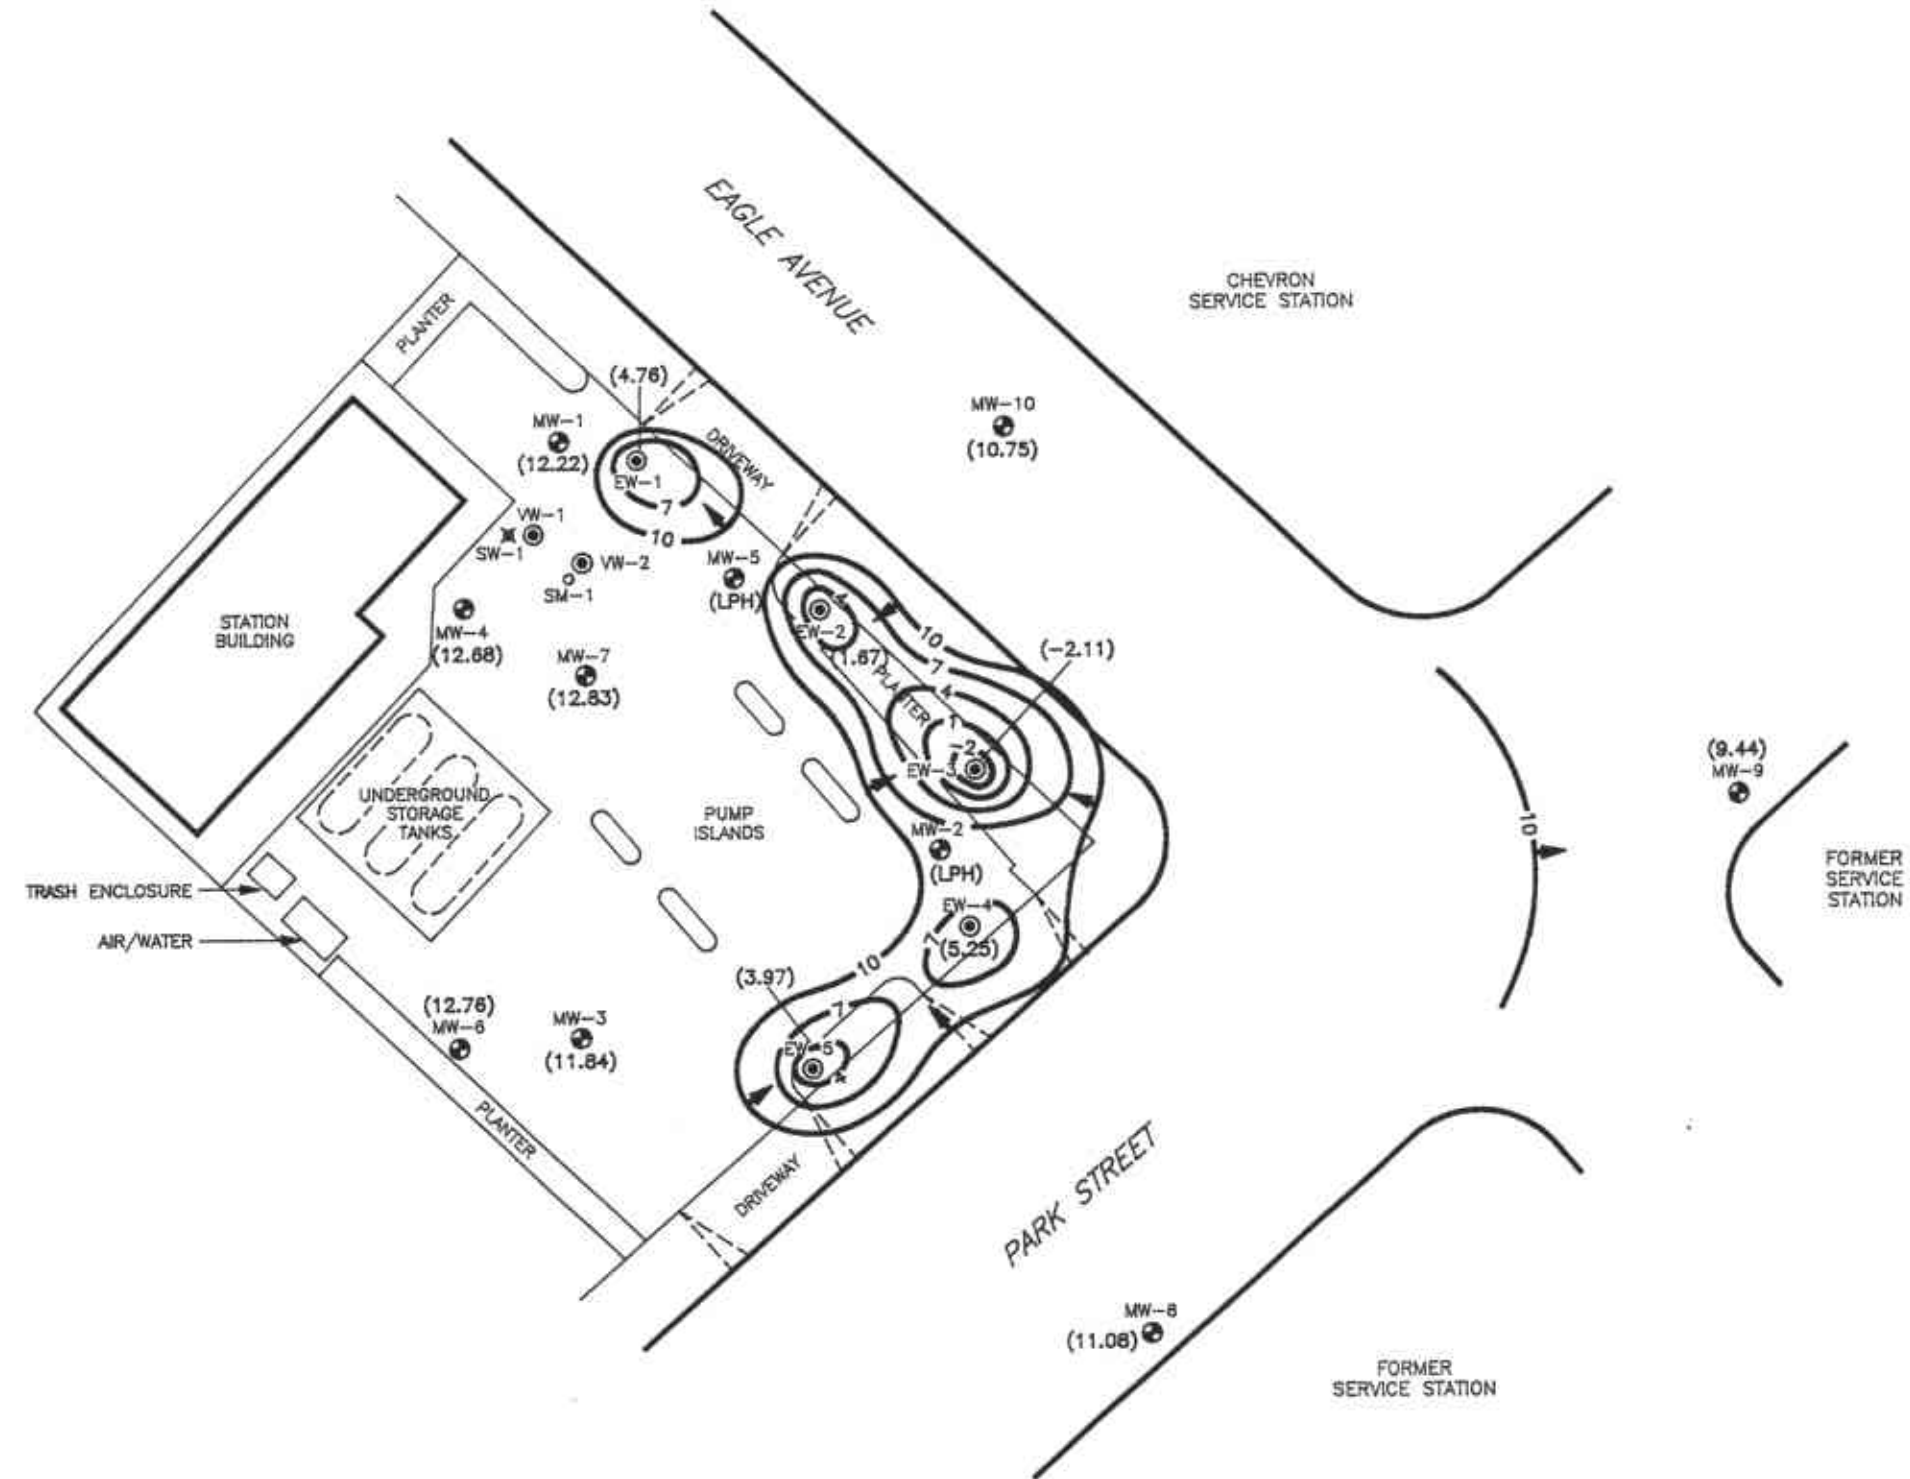 EAGLE AVENUE
CHEVRON
SERVICE STATION
PLANTER
(4.76)
MW-1
(12.22)
EW-1
7
10
DRIVEWAY
MW-10
(10.75)
VW-1
SW-1
VW-2
SM-1
MW-5
(LPH)
STATION
BUILDING
MW-4
(12.68)
MW-7
(12.83)
4
EW-2
(1.67)
10
7
4
1
-2
PLANTER
(-2.11)
EW-3
UNDERGROUND
STORAGE
TANKS
PUMP
ISLANDS
MW-2
(LPH)
(9.44)
MW-9
10
FORMER
SERVICE
STATION
TRASH ENCLOSURE
AIR/WATER
EW-4
7
(5.25)
10
(3.97)
7
EW-5
4
(12.76)
MW-6
MW-3
(11.84)
PLANTER
DRIVEWAY
PARK STREET
MW-8
(11.08)
FORMER
SERVICE STATION